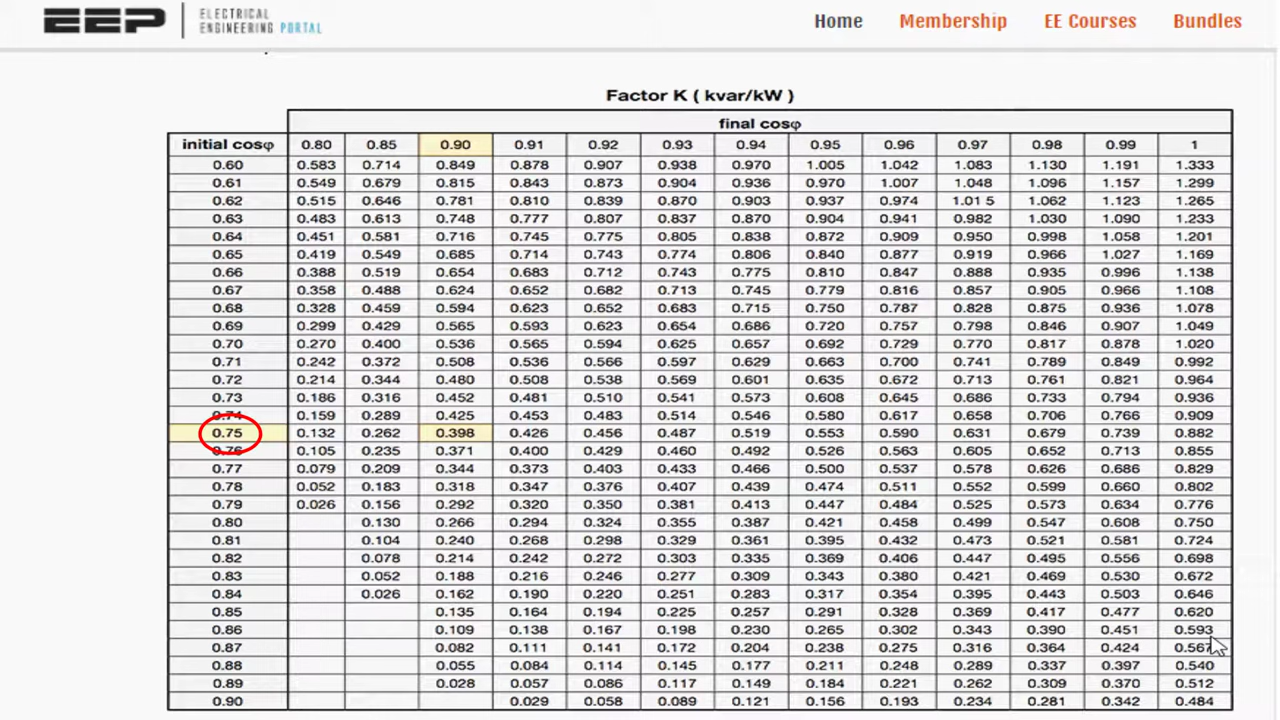 EEP ELECTRICAL ENGINEERING PORTAL Home Membership EE Courses Bundles
Factor K ( kvar/kW )
final cosφ
initial cosφ 0.80 0.85 0.90 0.91 0.92 0.93 0.94 0.95 0.96 0.97 0.98 0.99 1
0.60 0.583 0.714 0.849 0.878 0.907 0.938 0.970 1.005 1.042 1.083 1.130 1.191 1.333
0.61 0.549 0.679 0.815 0.843 0.873 0.904 0.936 0.970 1.007 1.048 1.096 1.157 1.299
0.62 0.515 0.646 0.781 0.810 0.839 0.870 0.903 0.937 0.974 1.01 5 1.062 1.123 1.265
0.63 0.483 0.613 0.748 0.777 0.807 0.837 0.870 0.904 0.941 0.982 1.030 1.090 1.233
0.64 0.451 0.581 0.716 0.745 0.775 0.805 0.838 0.872 0.909 0.950 0.998 1.058 1.201
0.65 0.419 0.549 0.685 0.714 0.743 0.774 0.806 0.840 0.877 0.919 0.966 1.027 1.169
0.66 0.388 0.519 0.654 0.683 0.712 0.743 0.775 0.810 0.847 0.888 0.935 0.996 1.138
0.67 0.358 0.488 0.624 0.652 0.682 0.713 0.745 0.779 0.816 0.857 0.905 0.966 1.108
0.68 0.328 0.459 0.594 0.623 0.652 0.683 0.715 0.750 0.787 0.828 0.875 0.936 1.078
0.69 0.299 0.429 0.565 0.593 0.623 0.654 0.686 0.720 0.757 0.798 0.846 0.907 1.049
0.70 0.270 0.400 0.536 0.565 0.594 0.625 0.657 0.692 0.729 0.770 0.817 0.878 1.020
0.71 0.242 0.372 0.508 0.536 0.566 0.597 0.629 0.663 0.700 0.741 0.789 0.849 0.992
0.72 0.214 0.344 0.480 0.508 0.538 0.569 0.601 0.635 0.672 0.713 0.761 0.821 0.964
0.73 0.186 0.316 0.452 0.481 0.510 0.541 0.573 0.608 0.645 0.686 0.733 0.794 0.936
0.74 0.159 0.289 0.425 0.453 0.483 0.514 0.546 0.580 0.617 0.658 0.706 0.766 0.909
0.75 0.132 0.262 0.398 0.426 0.456 0.487 0.519 0.553 0.590 0.631 0.679 0.739 0.882
0.76 0.105 0.235 0.371 0.400 0.429 0.460 0.492 0.526 0.563 0.605 0.652 0.713 0.855
0.77 0.079 0.209 0.344 0.373 0.403 0.433 0.466 0.500 0.537 0.578 0.626 0.686 0.829
0.78 0.052 0.183 0.318 0.347 0.376 0.407 0.439 0.474 0.511 0.552 0.599 0.660 0.802
0.79 0.026 0.156 0.292 0.320 0.350 0.381 0.413 0.447 0.484 0.525 0.573 0.634 0.776
0.80 0.130 0.266 0.294 0.324 0.355 0.387 0.421 0.458 0.499 0.547 0.608 0.750
0.81 0.104 0.240 0.268 0.298 0.329 0.361 0.395 0.432 0.473 0.521 0.581 0.724
0.82 0.078 0.214 0.242 0.272 0.303 0.335 0.369 0.406 0.447 0.495 0.556 0.698
0.83 0.052 0.188 0.216 0.246 0.277 0.309 0.343 0.380 0.421 0.469 0.530 0.672
0.84 0.026 0.162 0.190 0.220 0.251 0.283 0.317 0.354 0.395 0.443 0.503 0.646
0.85 0.135 0.164 0.194 0.225 0.257 0.291 0.328 0.369 0.417 0.477 0.620
0.86 0.109 0.138 0.167 0.198 0.230 0.265 0.302 0.343 0.390 0.451 0.593
0.87 0.082 0.111 0.141 0.172 0.204 0.238 0.275 0.316 0.364 0.424 0.567
0.88 0.055 0.084 0.114 0.145 0.177 0.211 0.248 0.289 0.337 0.397 0.540
0.89 0.028 0.057 0.086 0.117 0.149 0.184 0.221 0.262 0.309 0.370 0.512
0.90 0.029 0.058 0.089 0.121 0.156 0.193 0.234 0.281 0.342 0.484